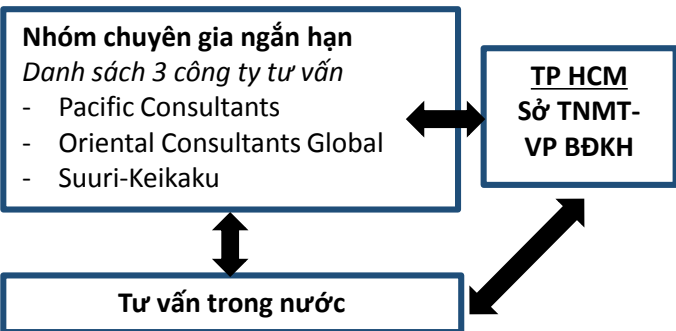 Nhóm chuyên gia ngắn hạn
Danh sách 3 công ty tư vấn
- Pacific Consultants
- Oriental Consultants Global
- Suuri-Keikaku
TP HCM
Sở TNMT-
VP BĐKH
Tư vấn trong nước